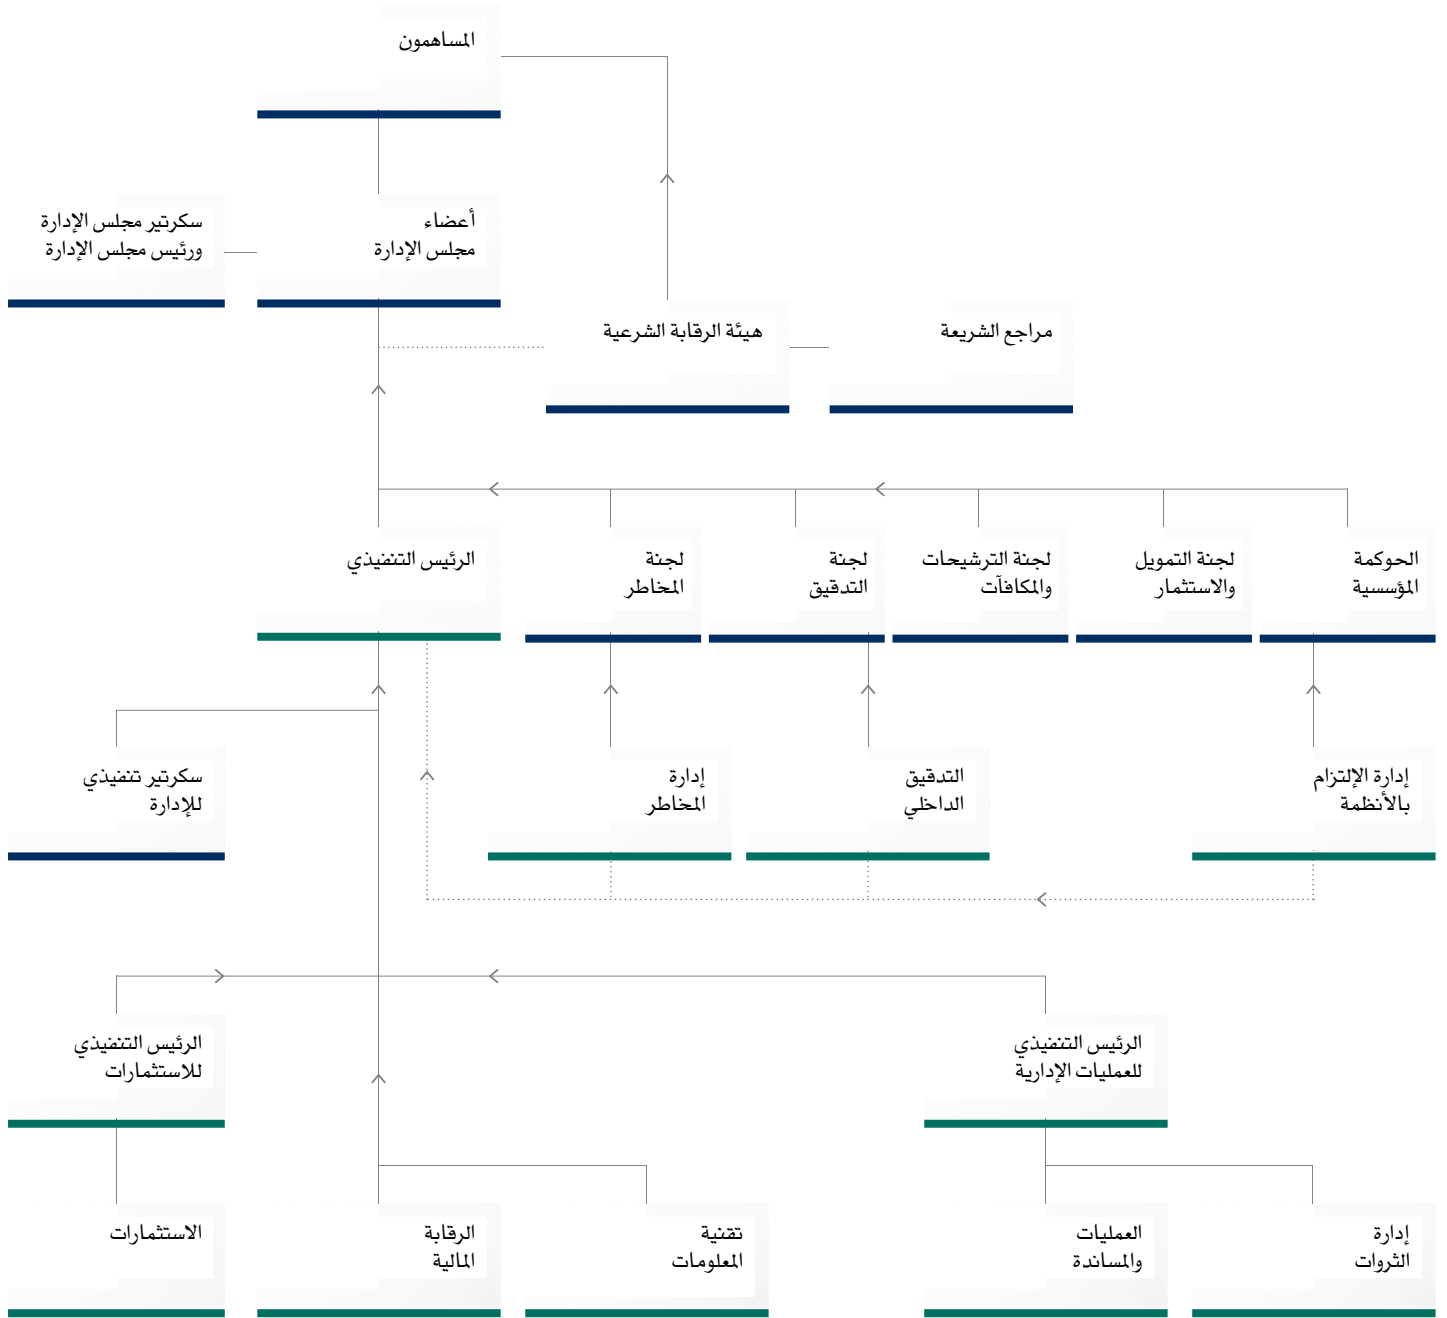 المساهمون
أعضاء
مجلس الإدارة
سكرتير مجلس الإدارة
ورئيس مجلس الإدارة
مراجع الشريعة
هيئة الرقابة الشرعية
الحوكمة
المؤسسية
لجنة التمويل
والاستثمار
لجنة الترشيحات
والمكافآت
لجنة
التدقيق
لجنة
المخاطر
الرئيس التنفيذي
إدارة الإلتزام
بالأنظمة
التدقيق
الداخلي
إدارة
المخاطر
سكرتير تنفيذي
للإدارة
الرئيس التنفيذي
للعمليات الإدارية
الرئيس التنفيذي
للاستثمارات
إدارة
الثروات
العمليات
والمساندة
تقنية
المعلومات
الرقابة
المالية
الاستثمارات